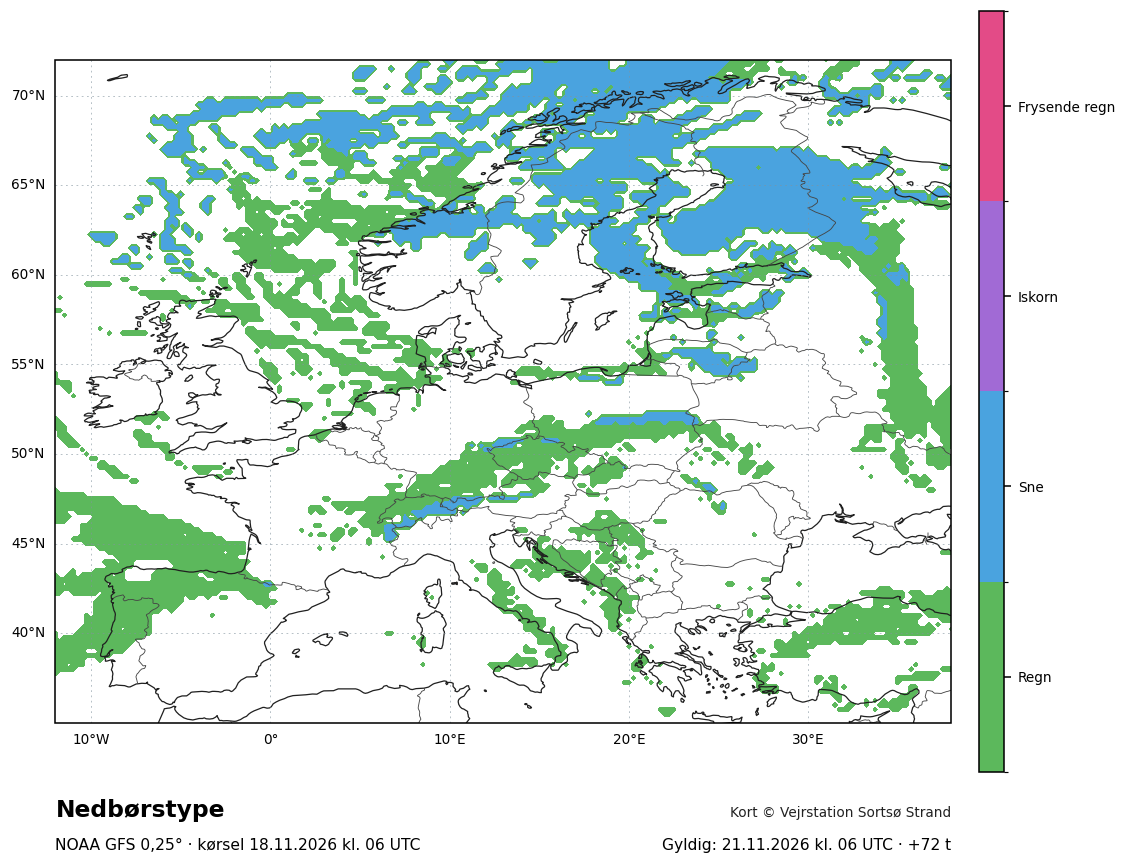 Frysende regn
Iskorn
Sne
Regn
70°N
65°N
60°N
55°N
50°N
45°N
40°N
10°W
0°
10°E
20°E
30°E
Nedbørstype
Kort © Vejrstation Sortsø Strand
NOAA GFS 0,25° · kørsel 18.11.2026 kl. 06 UTC
Gyldig: 21.11.2026 kl. 06 UTC · +72 t